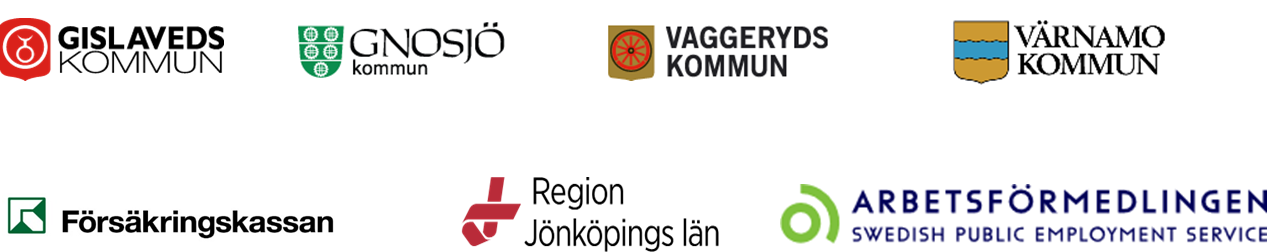 GISLAVEDS
KOMMUN
GNOSJÖ
kommun
VAGGERYDS
KOMMUN
VÄRNAMO
KOMMUN
Försäkringskassan
Region
Jönköpings län
ARBETSFÖRMEDLINGEN
SWEDISH PUBLIC EMPLOYMENT SERVICE